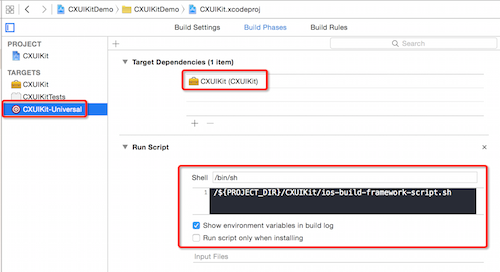 CXUIKitDemo CXUIKitDemo CXUIKit.xcodeproj
Build Settings Build Phases Build Rules
PROJECT
CXUIKit
TARGETS
CXUIKit
CXUIKitTests
CXUIKit-Universal
+ Search
Target Dependencies (1 item)
CXUIKit (CXUIKit)
+ −
Run Script ×
Shell /bin/sh
1 /${PROJECT_DIR}/CXUIKit/ios-build-framework-script.sh
Show environment variables in build log
Run script only when installing
Input Files